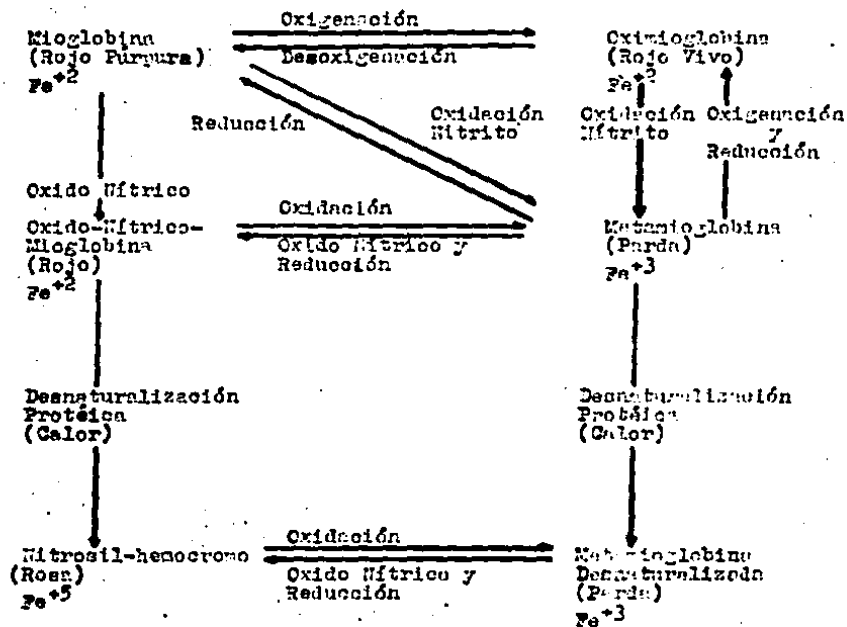 Oxigenación
Mioglobina
(Rojo Púrpura)
Fe+2
Desoxigenación
Oximioglobina
(Rojo Vivo)
Fe+2
Reducción
Oxidación
Nitrito
Oxidación
Nítrito
Oxigenación
y
Reducción
Oxido Nítrico
Oxido-Nítrico-
Mioglobina
(Rojo)
Fe+2
Oxidación
Oxido Nítrico y
Reducción
Metamioglobina
(Parda)
Fe+3
Desnaturalización
Protéica
(Calor)
Desnaturalización
Protéica
(Calor)
Nitrosil-hemocromo
(Rosa)
Fe+5
Oxidación
Oxido Nítrico y
Reducción
Metamioglobina
Desnaturalizada
(Parda)
Fe+3